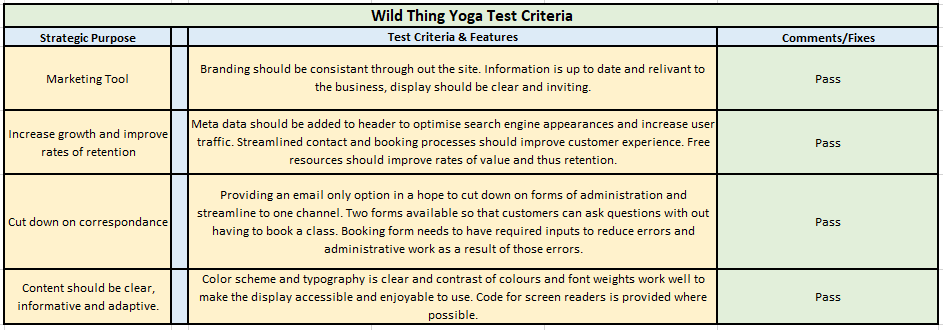 Wild Thing Yoga Test Criteria
Strategic Purpose
Test Criteria & Features
Comments/Fixes
Marketing Tool
Branding should be consistant through out the site. Information is up to date and relivant to
the business, display should be clear and inviting.
Pass
Increase growth and improve
rates of retention
Meta data should be added to header to optimise search engine appearances and increase user
traffic. Streamlined contact and booking processes should improve customer experience. Free
resources should improve rates of value and thus retention.
Pass
Cut down on correspondance
Providing an email only option in a hope to cut down on forms of administration and
streamline to one channel. Two forms available so that customers can ask questions with out
having to book a class. Booking form needs to have required inputs to reduce errors and
administrative work as a result of those errors.
Pass
Content should be clear,
informative and adaptive.
Color scheme and typography is clear and contrast of colours and font weights work well to
make the display accessible and enjoyable to use. Code for screen readers is provided where
possible.
Pass